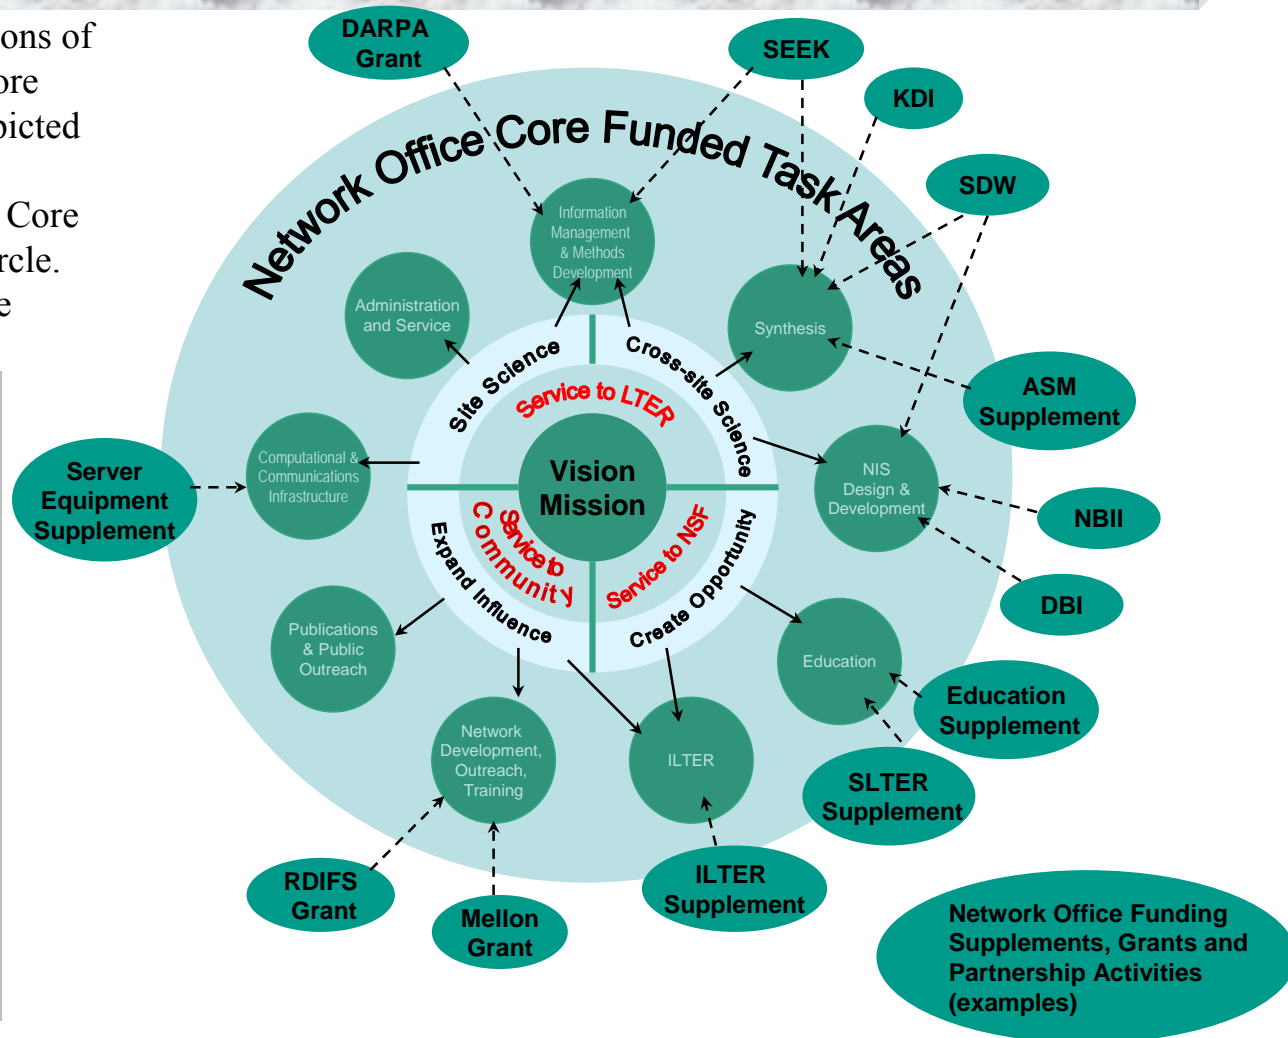 ons of
ore
picted
Core
rcle.
e
DARPA
Grant
SEEK
KDI
SDW
Network Office Core Funded Task Areas
Information
Management
& Methods
Development
Administration
and Service
Synthesis
Site Science
Cross-site Science
Service to LTER
ASM
Supplement
Server
Equipment
Supplement
Computational &
Communications
Infrastructure
Vision
Mission
NIS
Design &
Development
NBII
DBI
Service to
Community
Service to NSF
Expand Influence
Create Opportunity
Publications
& Public
Outreach
Education
Education
Supplement
Network
Development,
Outreach,
Training
ILTER
SLTER
Supplement
RDIFS
Grant
Mellon
Grant
ILTER
Supplement
Network Office Funding
Supplements, Grants and
Partnership Activities
(examples)